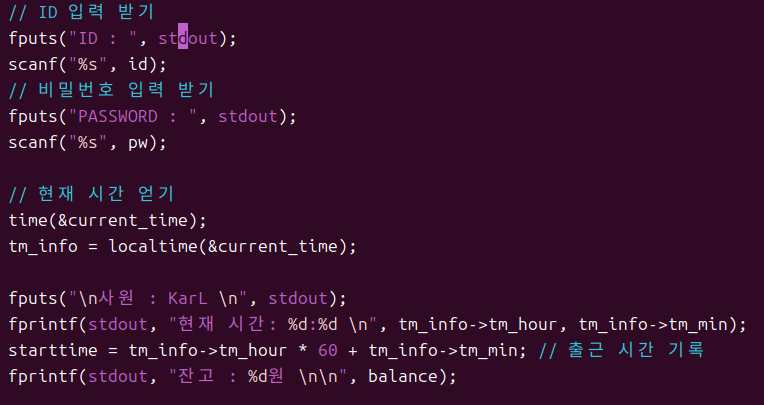 // ID 입력 받기
fputs("ID : ", stdout);
scanf("%s", id);
// 비밀번호 입력 받기
fputs("PASSWORD : ", stdout);
scanf("%s", pw);
// 현재 시간 얻기
time(&current_time);
tm_info = localtime(&current_time);
fputs("\n사원 : KarL \n", stdout);
fprintf(stdout, "현재 시간: %d:%d \n", tm_info->tm_hour, tm_info->tm_min);
starttime = tm_info->tm_hour * 60 + tm_info->tm_min; // 출근 시간 기록
fprintf(stdout, "잔고 : %d원 \n\n", balance);